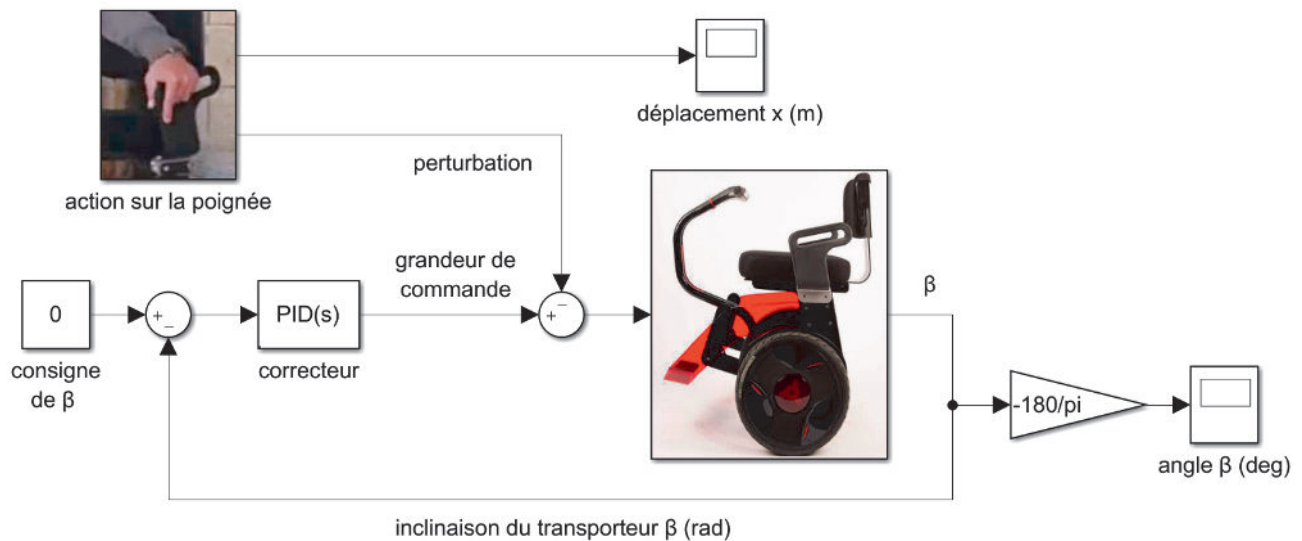 déplacement x (m)
perturbation
action sur la poignée
grandeur de
commande
β
0
+
−
PID(s)
−
+
-180/pi
consigne
de β
correcteur
angle β (deg)
inclinaison du transporteur β (rad)